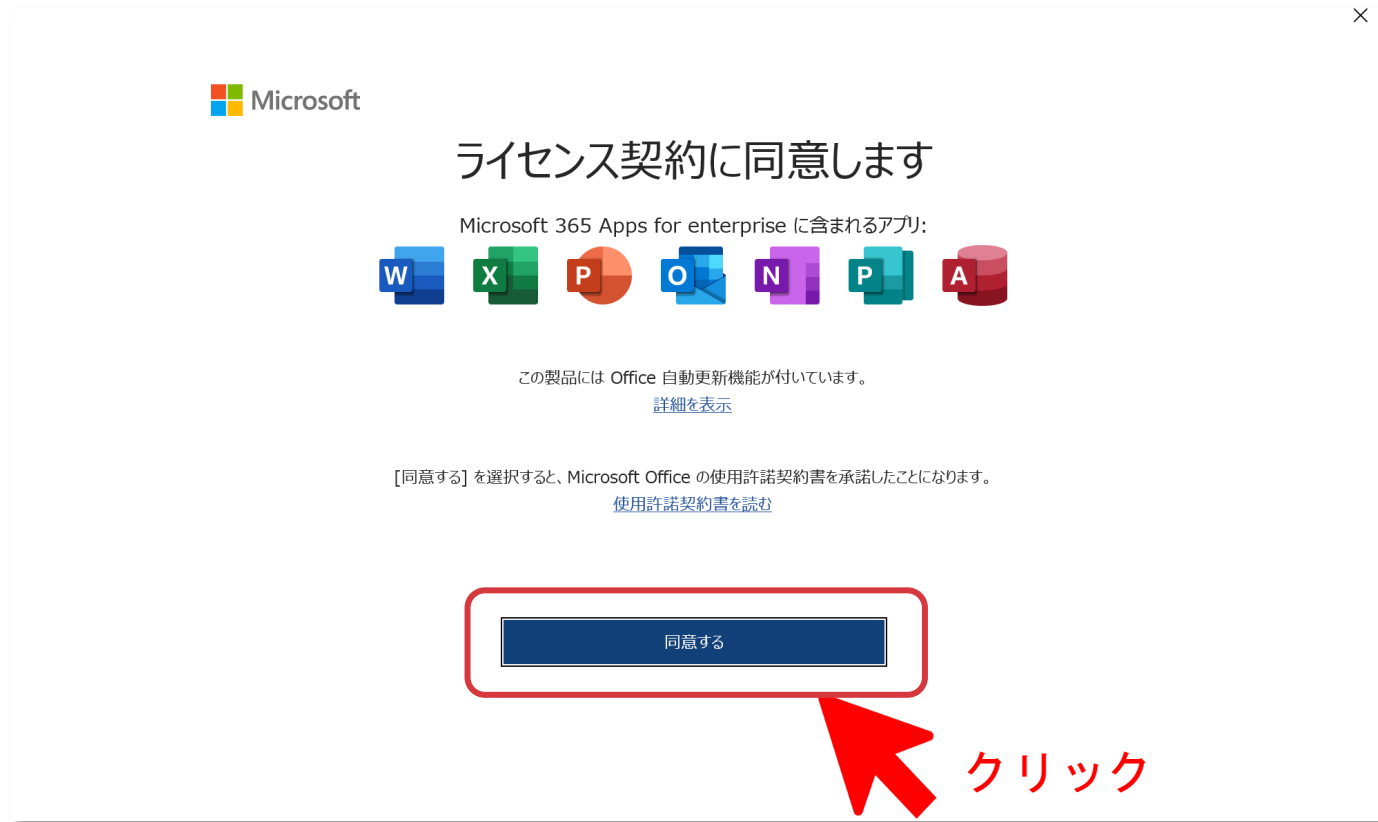 Microsoft
ライセンス契約に同意します
Microsoft 365 Apps for enterprise に含まれるアプリ:
W X P O N P A
この製品には Office 自動更新機能が付いています。
詳細を表示
[同意する] を選択すると、Microsoft Office の使用許諾契約書を承諾したことになります。
使用許諾契約書を読む
同意する
クリック